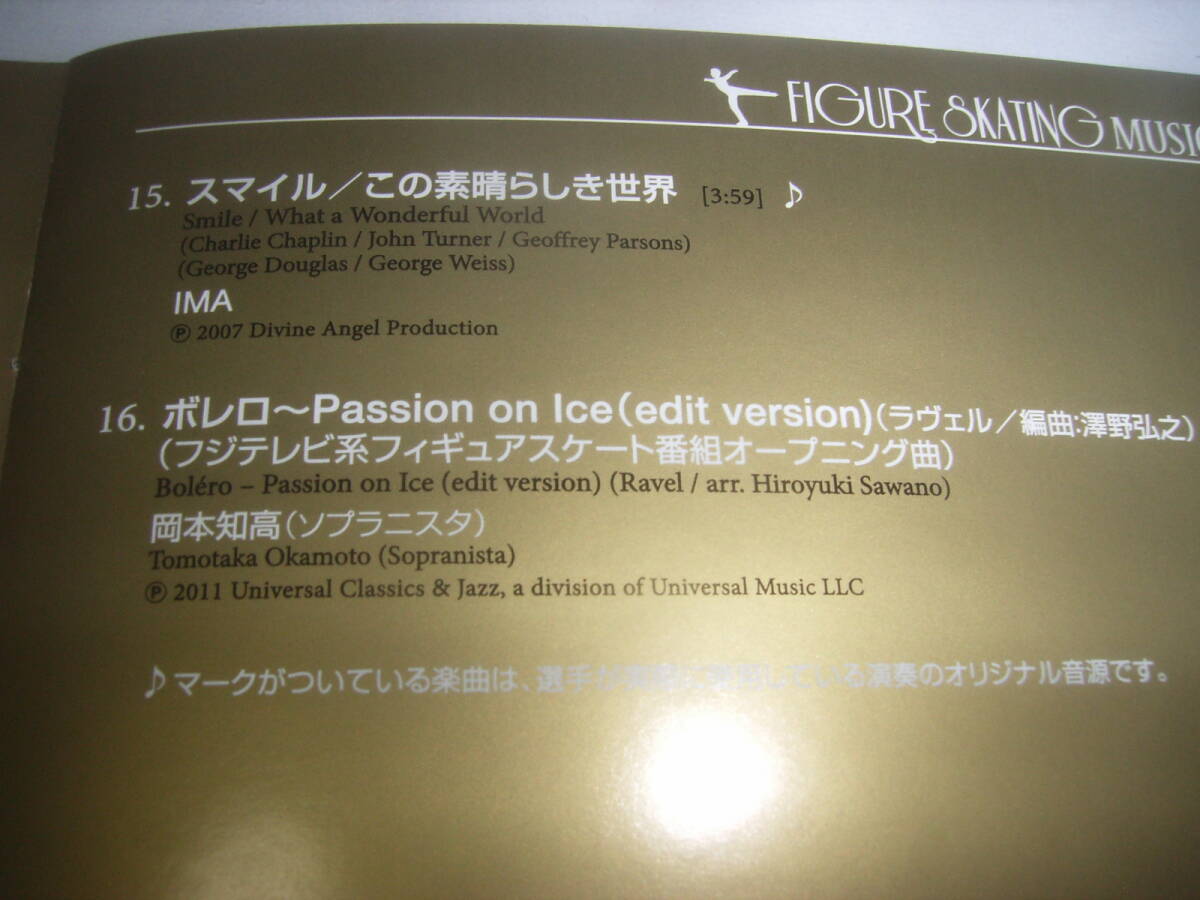 FIGURE SKATING MUSIC
15. スマイル／この素晴らしき世界 [3:59] ♪
Smile / What a Wonderful World
(Charlie Chaplin / John Turner / Geoffrey Parsons)
(George Douglas / George Weiss)
IMA
Ⓟ 2007 Divine Angel Production
16. ボレロ〜Passion on Ice(edit version)(ラヴェル／編曲:澤野弘之)
(フジテレビ系フィギュアスケート番組オープニング曲)
Boléro – Passion on Ice (edit version) (Ravel / arr. Hiroyuki Sawano)
岡本知高(ソプラニスタ)
Tomotaka Okamoto (Sopranista)
Ⓟ 2011 Universal Classics & Jazz, a division of Universal Music LLC
♪マークがついている楽曲は、選手が している演奏のオリジナル音源です。